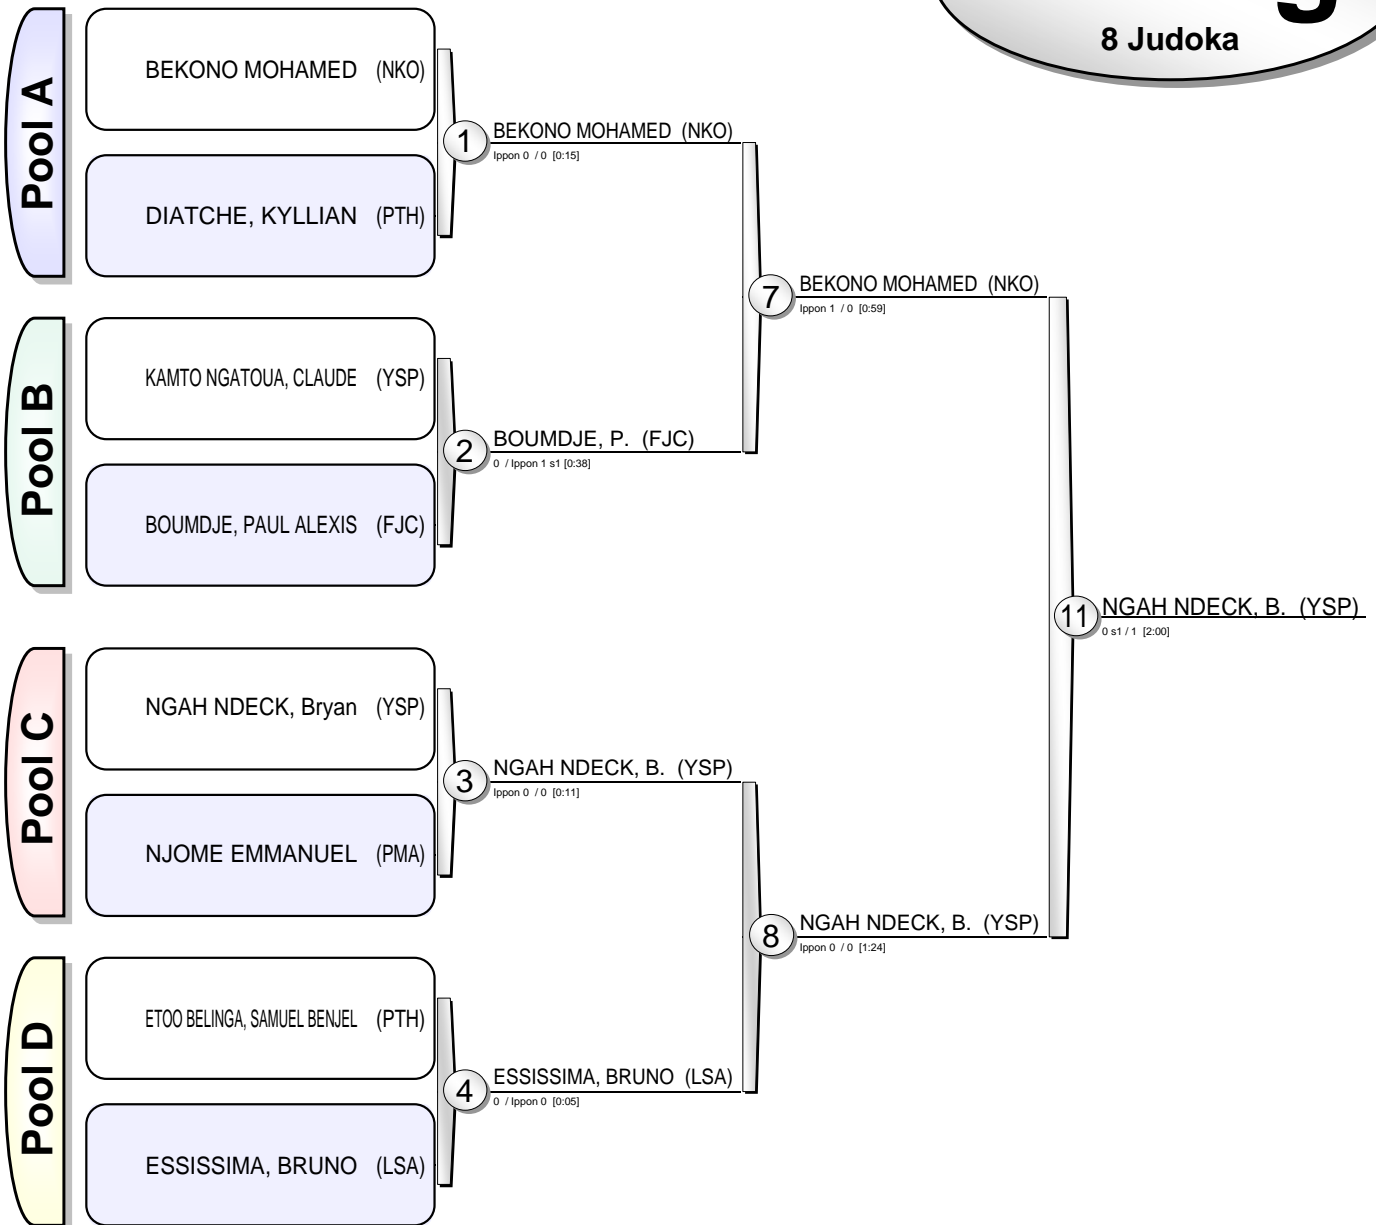 8 Judoka
Pool A
BEKONO MOHAMED (NKO)
DIATCHE, KYLLIAN (PTH)
1 BEKONO MOHAMED (NKO)
Ippon 0 / 0 [0:15]
Pool B
KAMTO NGATOUA, CLAUDE (YSP)
BOUMDJE, PAUL ALEXIS (FJC)
2 BOUMDJE, P. (FJC)
0 / Ippon 1 s1 [0:38]
7 BEKONO MOHAMED (NKO)
Ippon 1 / 0 [0:59]
Pool C
NGAH NDECK, Bryan (YSP)
NJOME EMMANUEL (PMA)
3 NGAH NDECK, B. (YSP)
Ippon 0 / 0 [0:11]
Pool D
ETOO BELINGA, SAMUEL BENJEL (PTH)
ESSISSIMA, BRUNO (LSA)
4 ESSISSIMA, BRUNO (LSA)
0 / Ippon 0 [0:05]
8 NGAH NDECK, B. (YSP)
Ippon 0 / 0 [1:24]
11 NGAH NDECK, B. (YSP)
0 s1 / 1 [2:00]